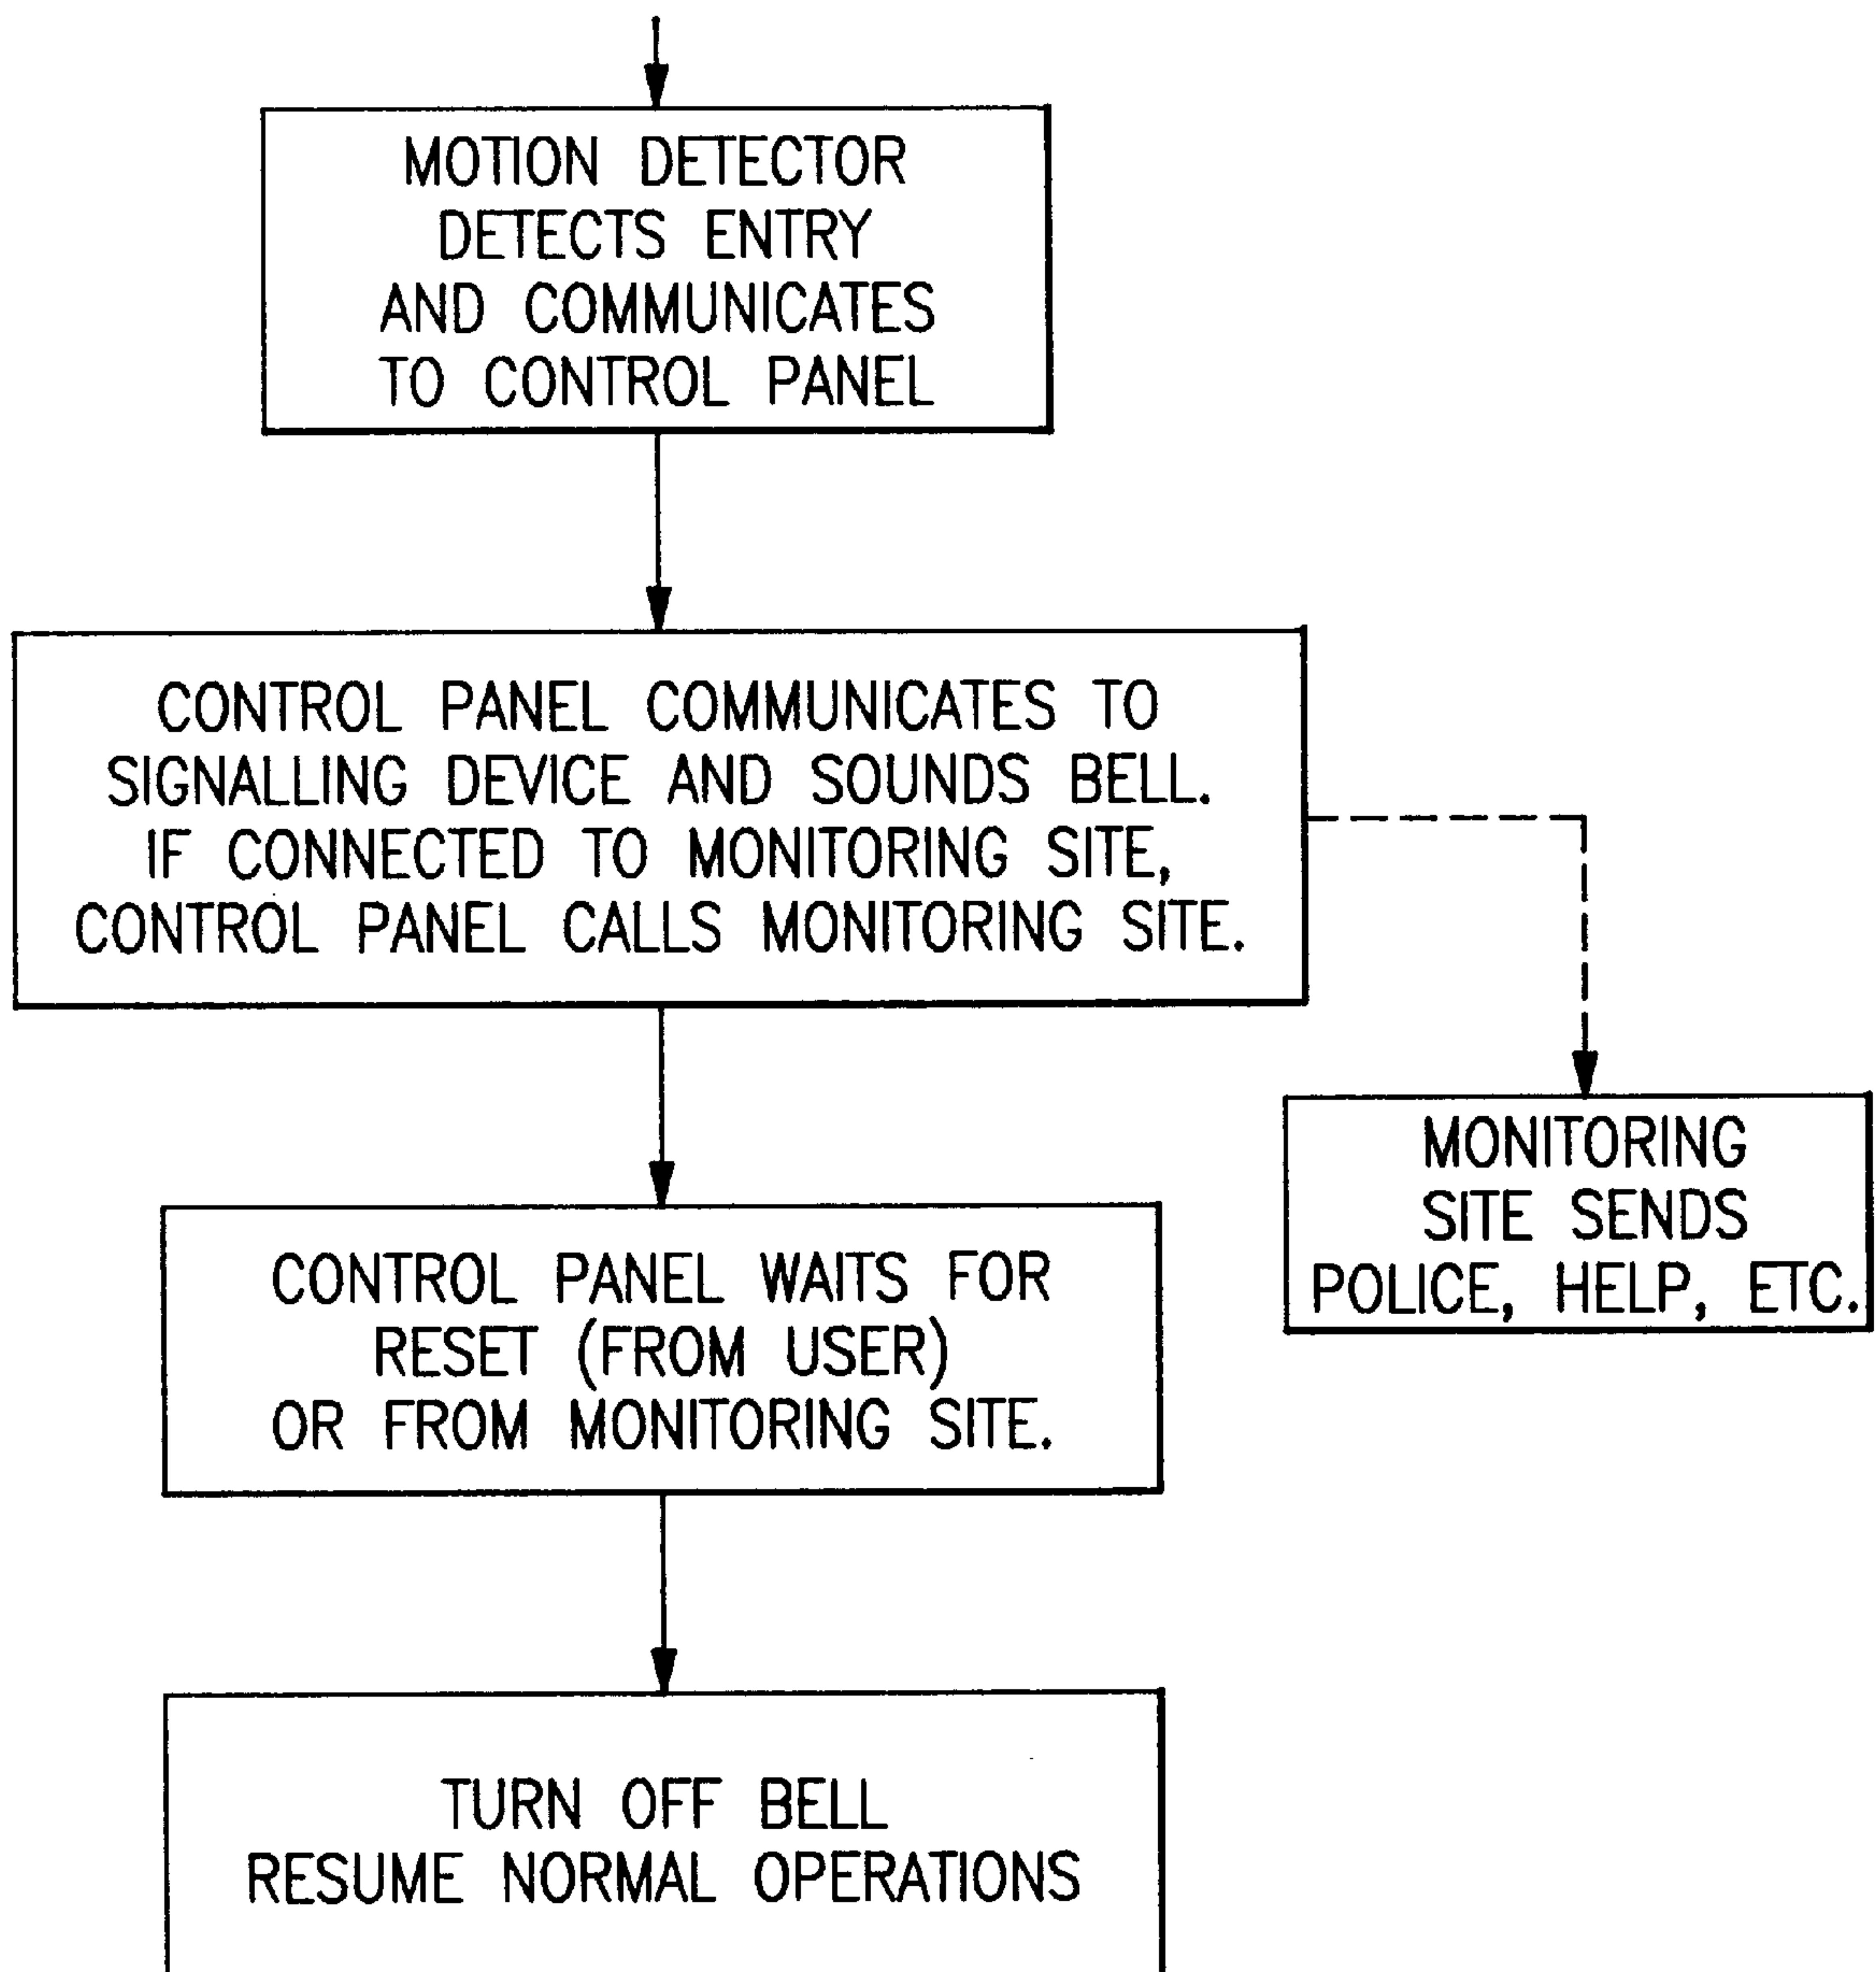 MOTION DETECTOR
DETECTS ENTRY
AND COMMUNICATES
TO CONTROL PANEL
CONTROL PANEL COMMUNICATES TO
SIGNALLING DEVICE AND SOUNDS BELL.
IF CONNECTED TO MONITORING SITE,
CONTROL PANEL CALLS MONITORING SITE.
MONITORING
SITE SENDS
POLICE, HELP, ETC.
CONTROL PANEL WAITS FOR
RESET (FROM USER)
OR FROM MONITORING SITE.
TURN OFF BELL
RESUME NORMAL OPERATIONS